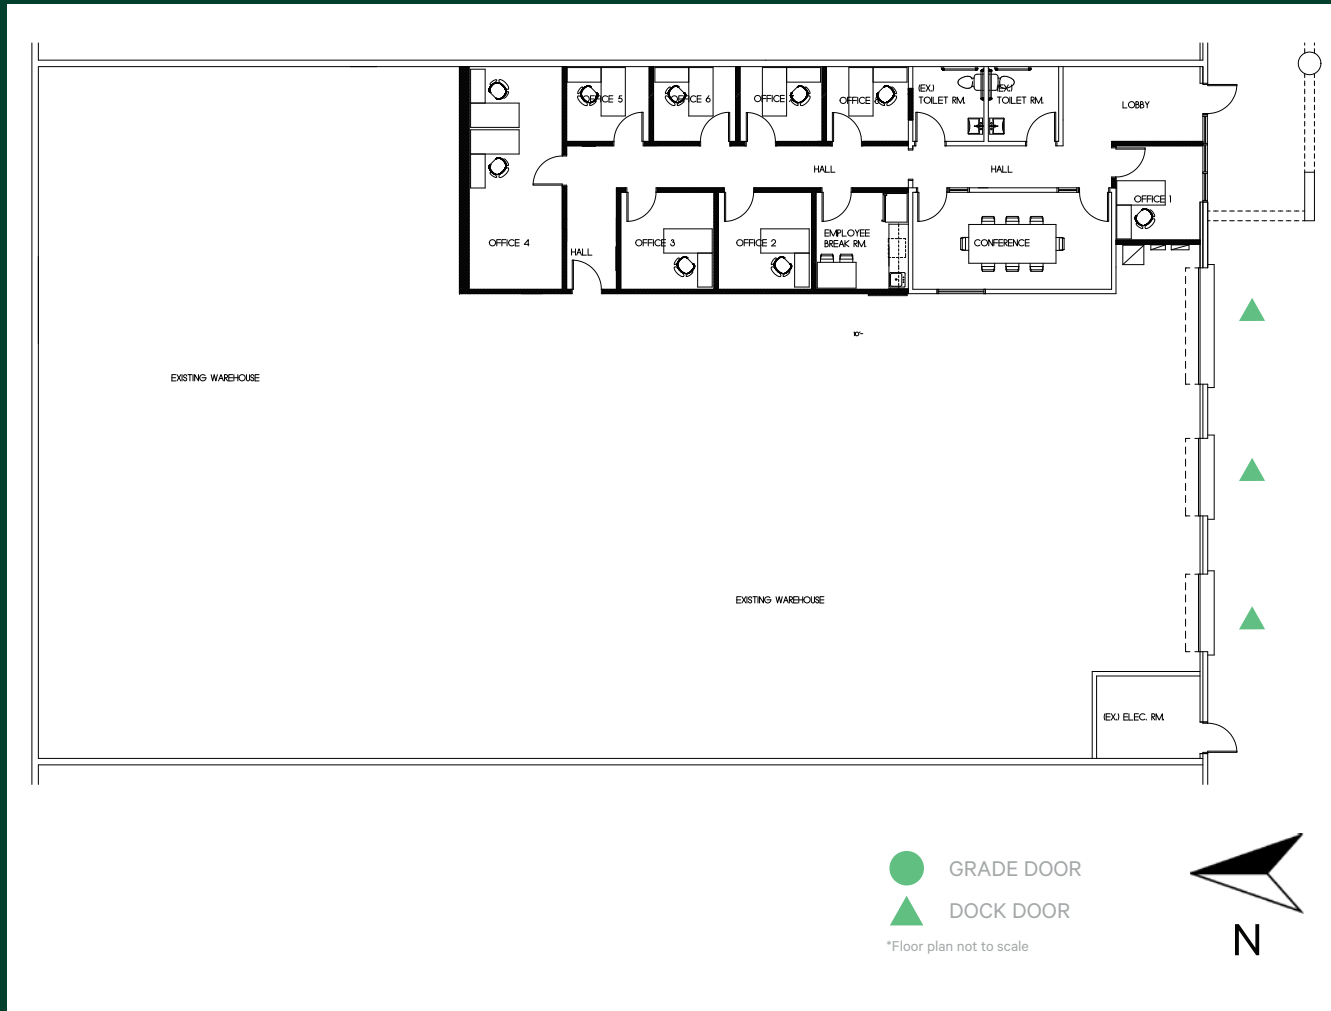 OFFICE 5
OFFICE 6
OFFICE
OFFICE
(EX.)
TOILET RM.
(EX.)
TOILET RM.
LOBBY
HALL
HALL
OFFICE 1
OFFICE 4
HALL
OFFICE 3
OFFICE 2
EMPLOYEE
BREAK RM.
CONFERENCE
EXISTING WAREHOUSE
EXISTING WAREHOUSE
(EX.) ELEC. RM.
GRADE DOOR
DOCK DOOR
*Floor plan not to scale
N